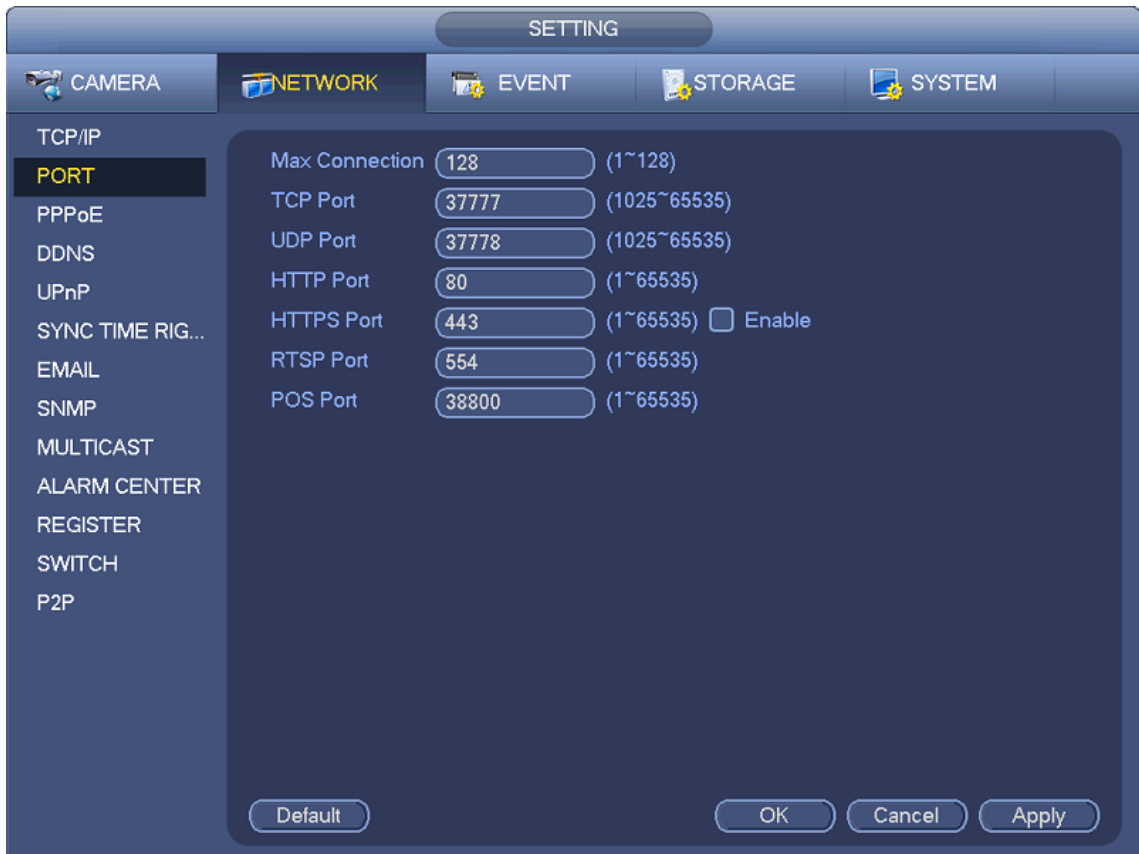 SETTING
CAMERA NETWORK EVENT STORAGE SYSTEM
TCP/IP
PORT
PPPoE
DDNS
UPnP
SYNC TIME RIG...
EMAIL
SNMP
MULTICAST
ALARM CENTER
REGISTER
SWITCH
P2P
Max Connection 128 (1~128)
TCP Port 37777 (1025~65535)
UDP Port 37778 (1025~65535)
HTTP Port 80 (1~65535)
HTTPS Port 443 (1~65535) Enable
RTSP Port 554 (1~65535)
POS Port 38800 (1~65535)
Default OK Cancel Apply